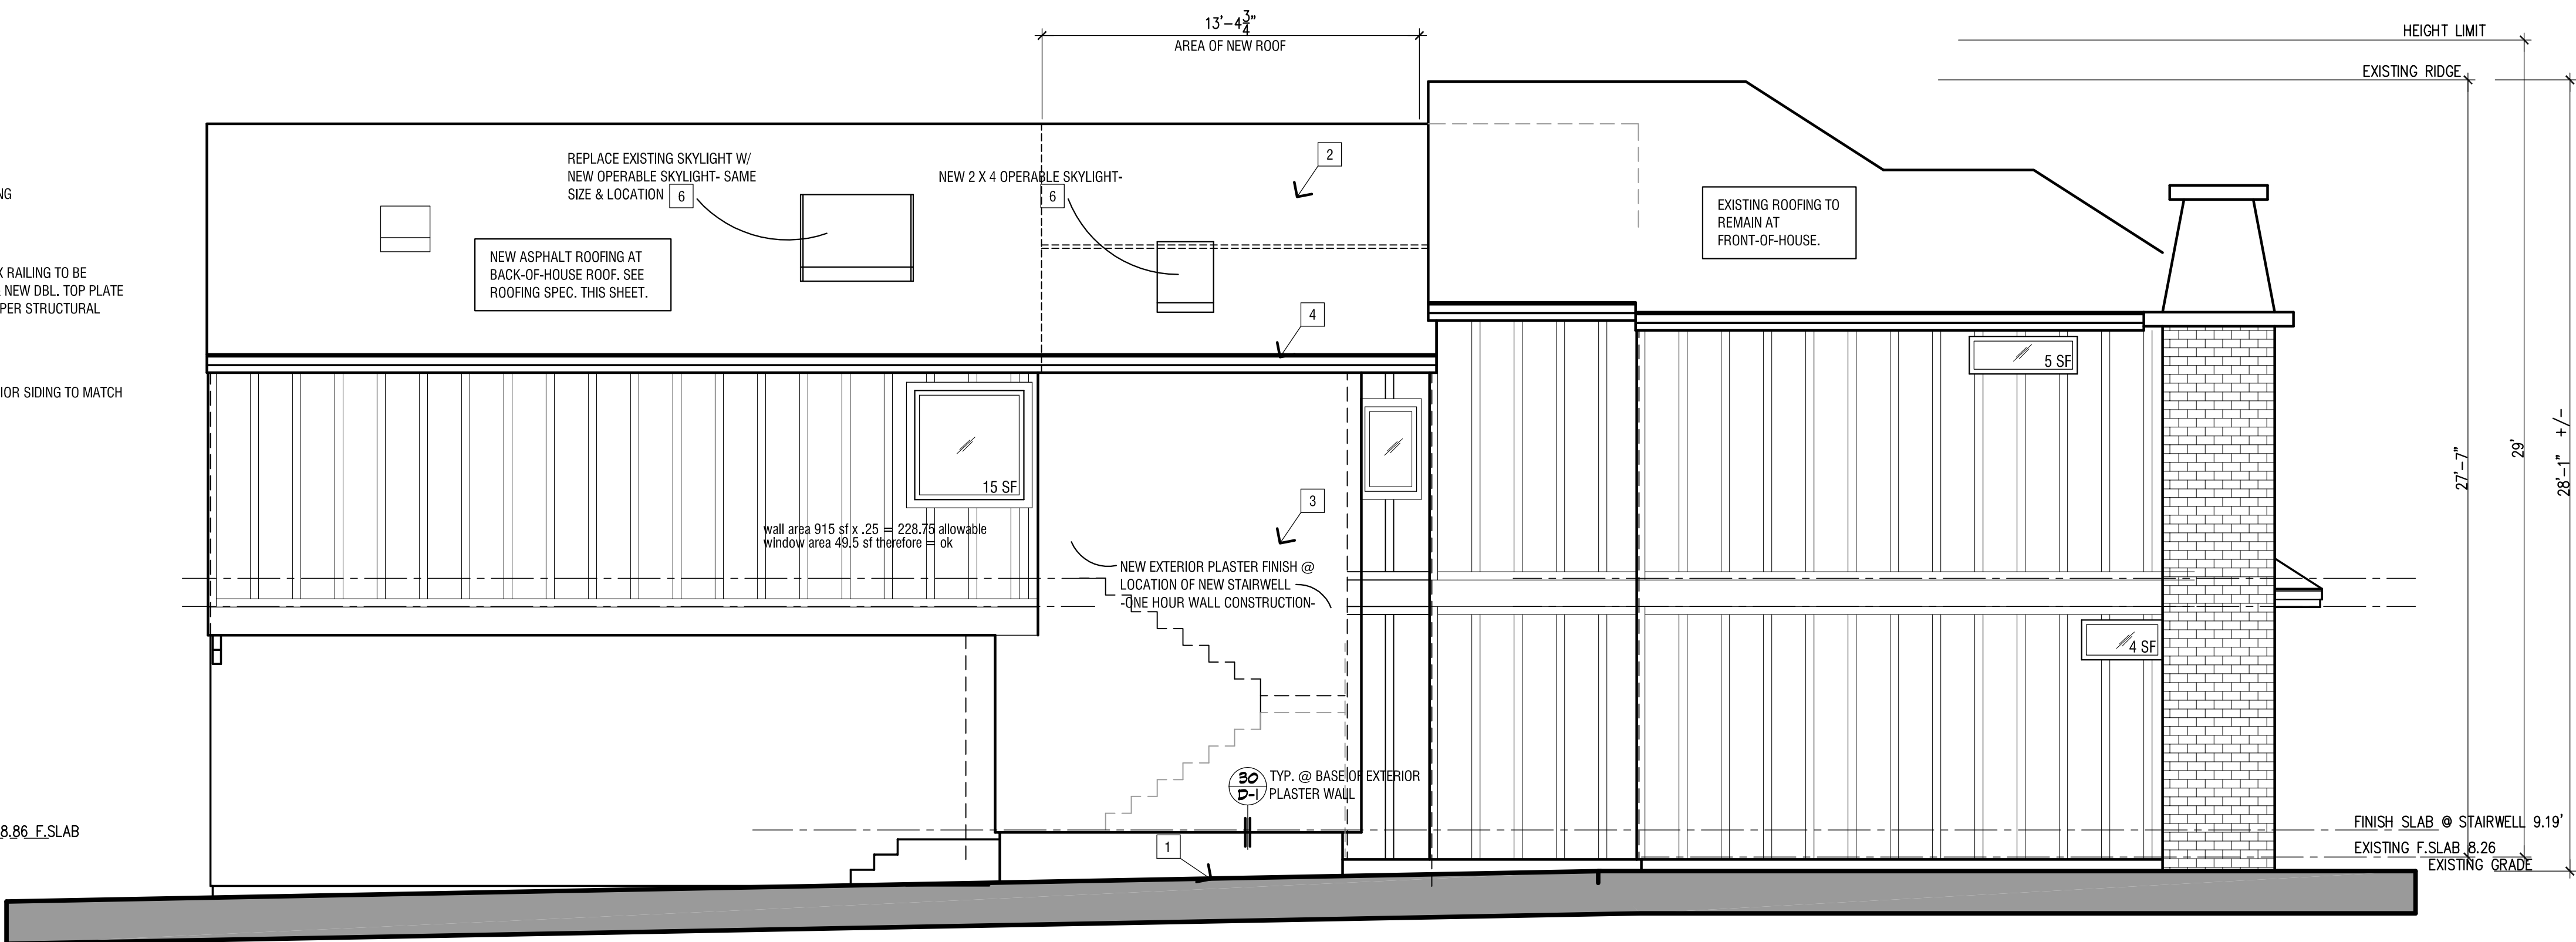 13'-4 3/4"
AREA OF NEW ROOF
HEIGHT LIMIT
EXISTING RIDGE
REPLACE EXISTING SKYLIGHT W/
NEW OPERABLE SKYLIGHT- SAME
SIZE & LOCATION
6
NEW 2 X 4 OPERABLE SKYLIGHT-
6
2
NG
NEW ASPHALT ROOFING AT
BACK-OF-HOUSE ROOF. SEE
ROOFING SPEC. THIS SHEET.
EXISTING ROOFING TO
REMAIN AT
FRONT-OF-HOUSE.
X RAILING TO BE
NEW DBL. TOP PLATE
PER STRUCTURAL
4
5 SF
IOR SIDING TO MATCH
15 SF
3
27'-7"
29'
28'-1" +/-
wall area 915 sf x .25 = 228.75 allowable
window area 49.5 sf therefore = ok
NEW EXTERIOR PLASTER FINISH @
LOCATION OF NEW STAIRWELL
-ONE HOUR WALL CONSTRUCTION-
4 SF
30
D-1
TYP. @ BASE OF EXTERIOR
PLASTER WALL
8.86 F.SLAB
1
FINISH SLAB @ STAIRWELL 9.19'
EXISTING F.SLAB 8.26
EXISTING GRADE